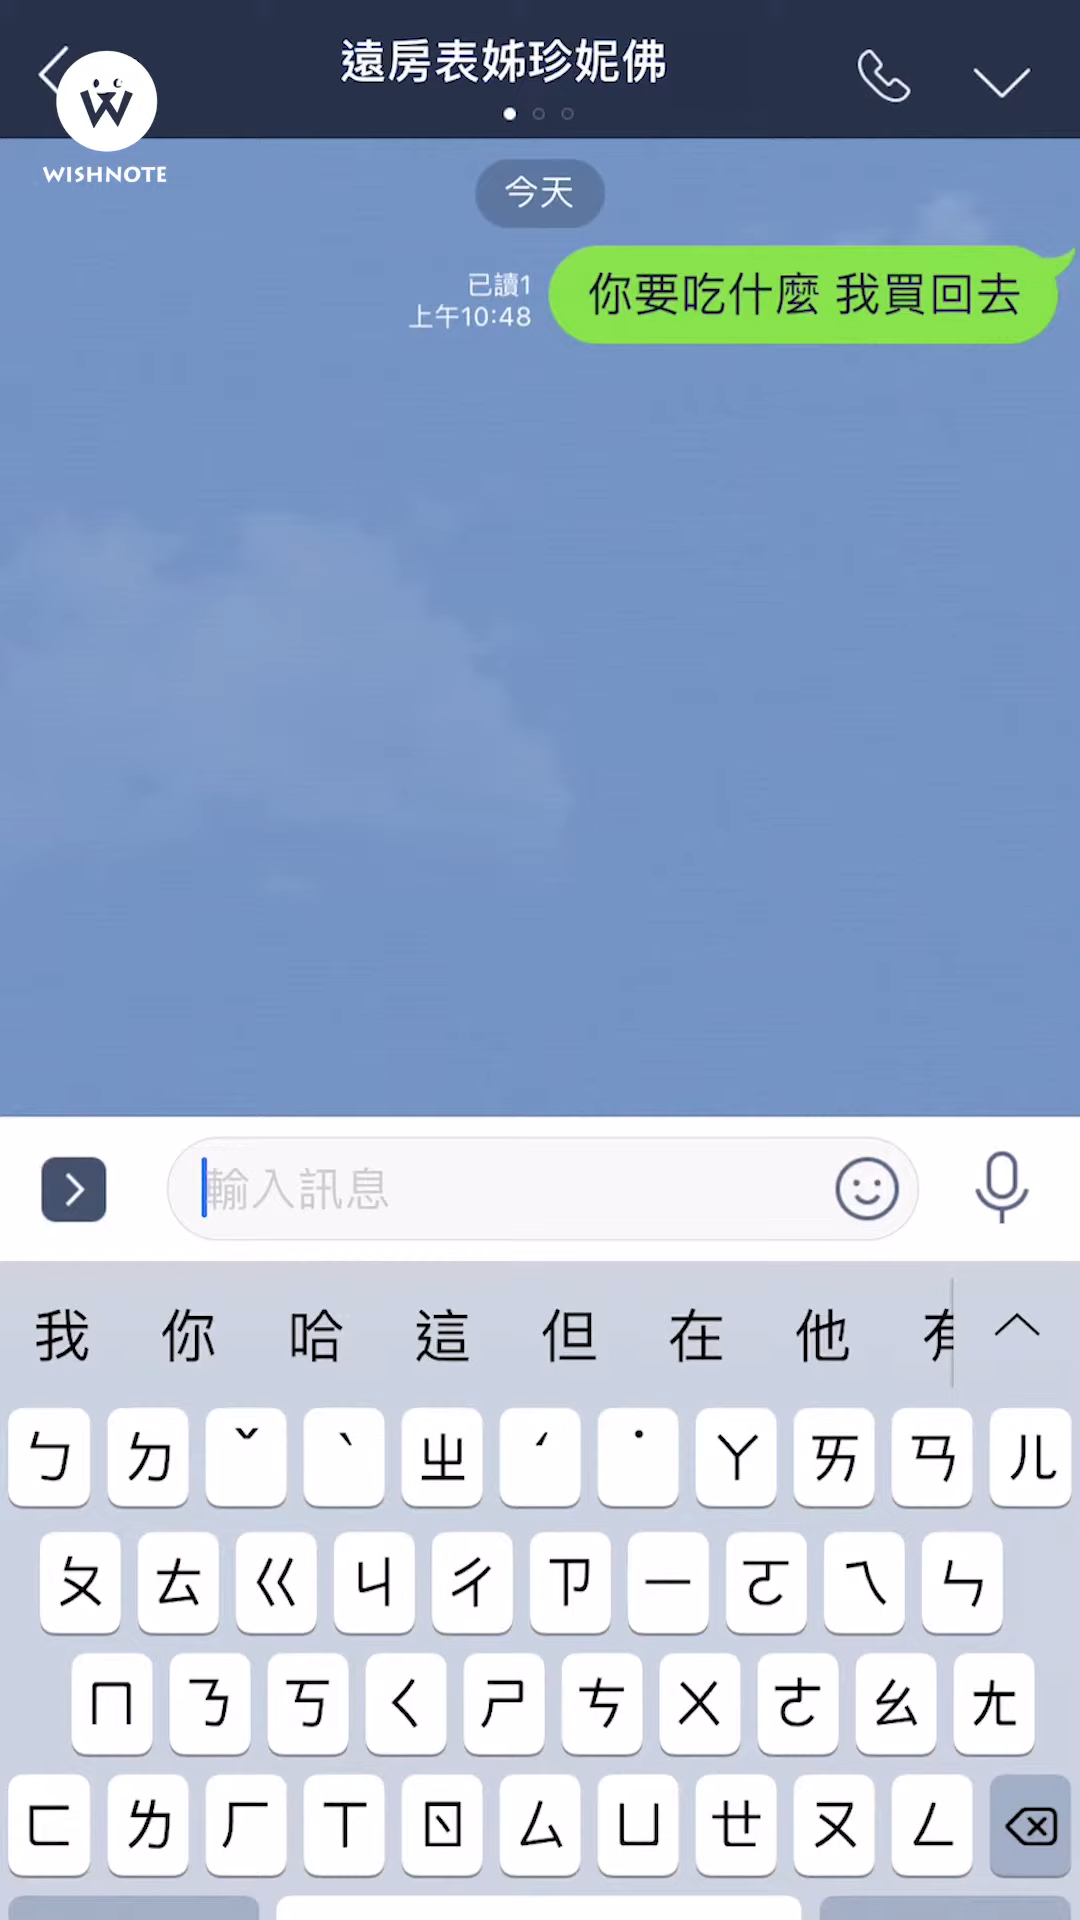 遠房表姊珍妮佛
WISHNOTE
今天
已讀1
上午10:48
你要吃什麼 我買回去
輸入訊息
我 你 哈 這 但 在 他
ㄅ ㄉ ˇ ˋ ㄓ ˊ ˙ ㄚ ㄞ ㄢ ㄦ
ㄆ ㄊ ㄍ ㄐ ㄔ ㄗ ㄧ ㄛ ㄟ ㄣ
ㄇ ㄋ ㄎ ㄑ ㄕ ㄘ ㄨ ㄜ ㄠ ㄤ
ㄈ ㄌ ㄏ ㄒ ㄖ ㄙ ㄩ ㄝ ㄡ ㄥ